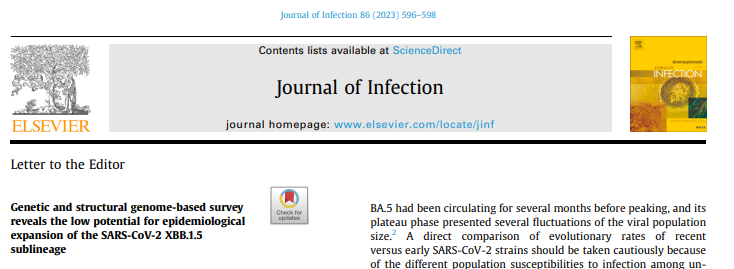 Journal of Infection 86 (2023) 596–598
Contents lists available at ScienceDirect
Journal of Infection
journal homepage: www.elsevier.com/locate/jinf
ELSEVIER
INFECTION
Letter to the Editor
Genetic and structural genome-based survey
reveals the low potential for epidemiological
expansion of the SARS-CoV-2 XBB.1.5
sublineage
Check for
updates
BA.5 had been circulating for several months before peaking, and its
plateau phase presented several fluctuations of the viral population
size.2 A direct comparison of evolutionary rates of recent
versus early SARS-CoV-2 strains should be taken cautiously because
of the different population susceptibilities to infection among un-